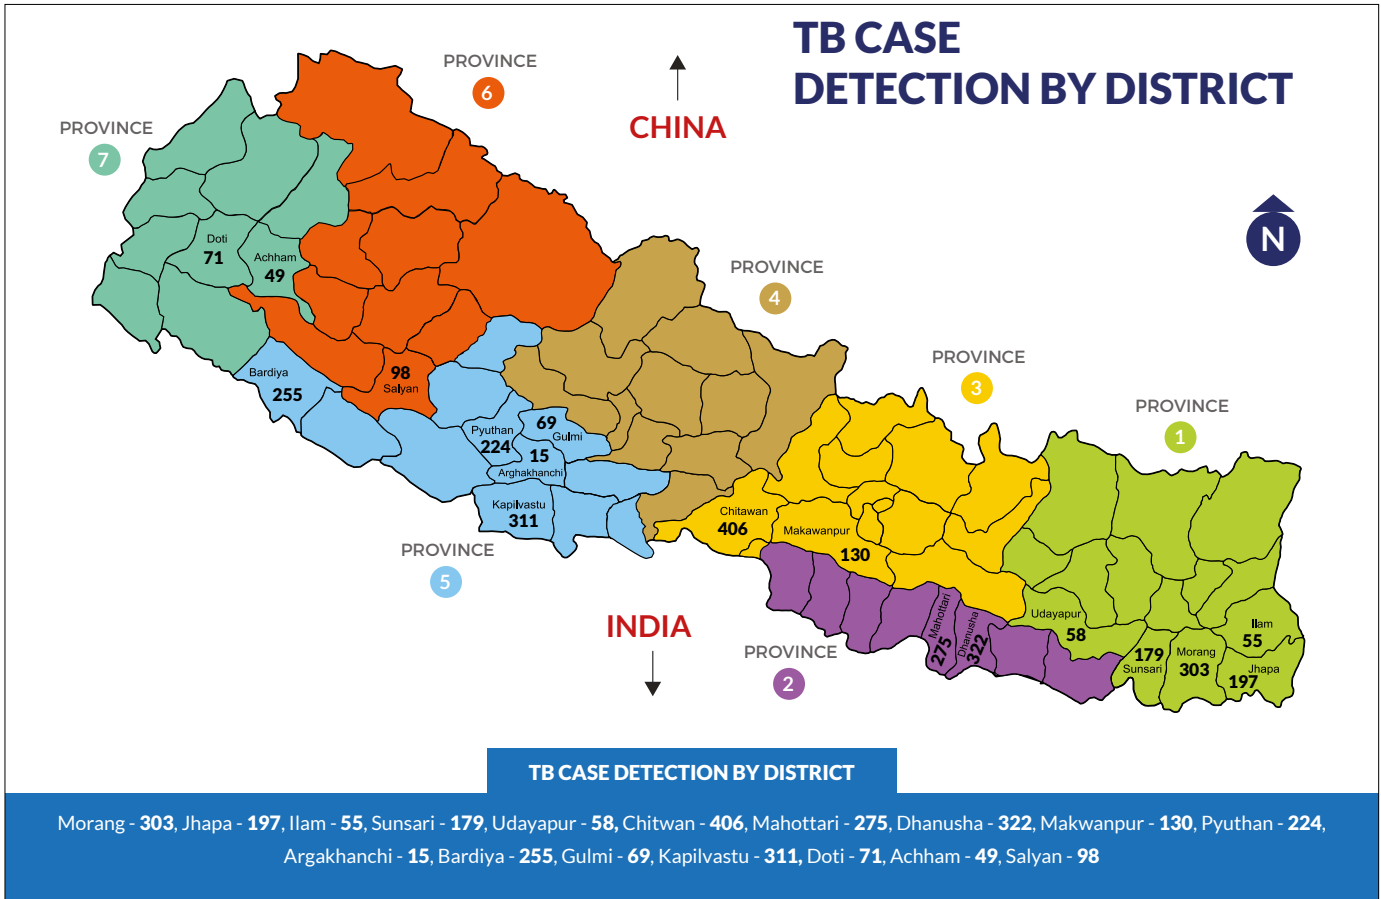 TB CASE
DETECTION BY DISTRICT
PROVINCE
6
CHINA
PROVINCE
7
N
Doti
71
Achham
49
PROVINCE
4
PROVINCE
3
98
Salyan
Bardiya
255
PROVINCE
1
69
Gulmi
Pyuthan
224
15
Arghakhanchi
Kapilvastu
311
Chitawan
406
Makawanpur
130
PROVINCE
5
INDIA
PROVINCE
2
Mahottari
275
Dhanusha
322
Udayapur
58
179
Sunsari
Morang
303
Ilam
55
Jhapa
197
TB CASE DETECTION BY DISTRICT
Morang - 303, Jhapa - 197, Ilam - 55, Sunsari - 179, Udayapur - 58, Chitwan - 406, Mahottari - 275, Dhanusha - 322, Makwanpur - 130, Pyuthan - 224,
Argakhanchi - 15, Bardiya - 255, Gulmi - 69, Kapilvastu - 311, Doti - 71, Achham - 49, Salyan - 98